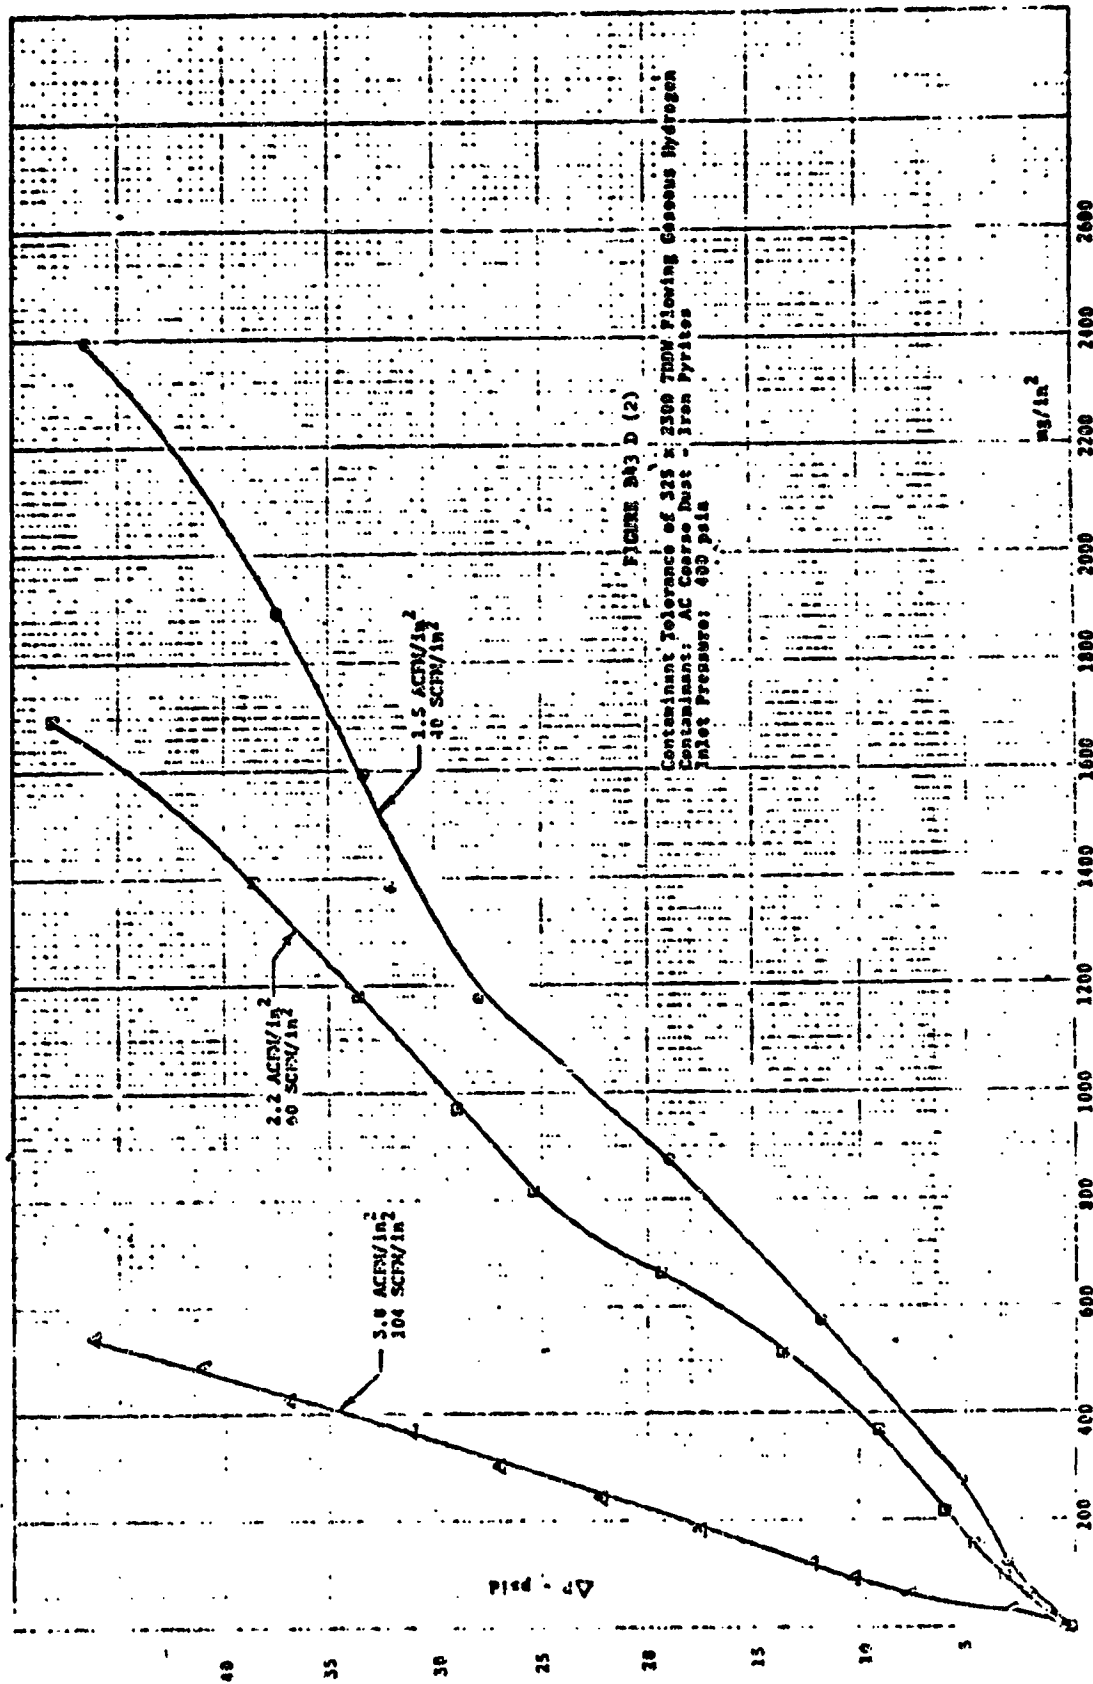 FIGURE B43 D (2)
Contaminant Tolerance of 325 x 2300 TDDW Flowing Gaseous Hydrogen
Contaminant: AC Coarse Dust - Iron Pyrites
Inlet Pressure: 400 psia
3.8 ACFM/in2
104 SCFM/in2
2.2 ACFM/in2
60 SCFM/in2
1.5 ACFM/in2
40 SCFM/in2
ΔP - psid
40
35
30
25
20
15
10
5
200
400
600
800
1000
1200
1400
1600
1800
2000
2200
2400
2600
mg/in2